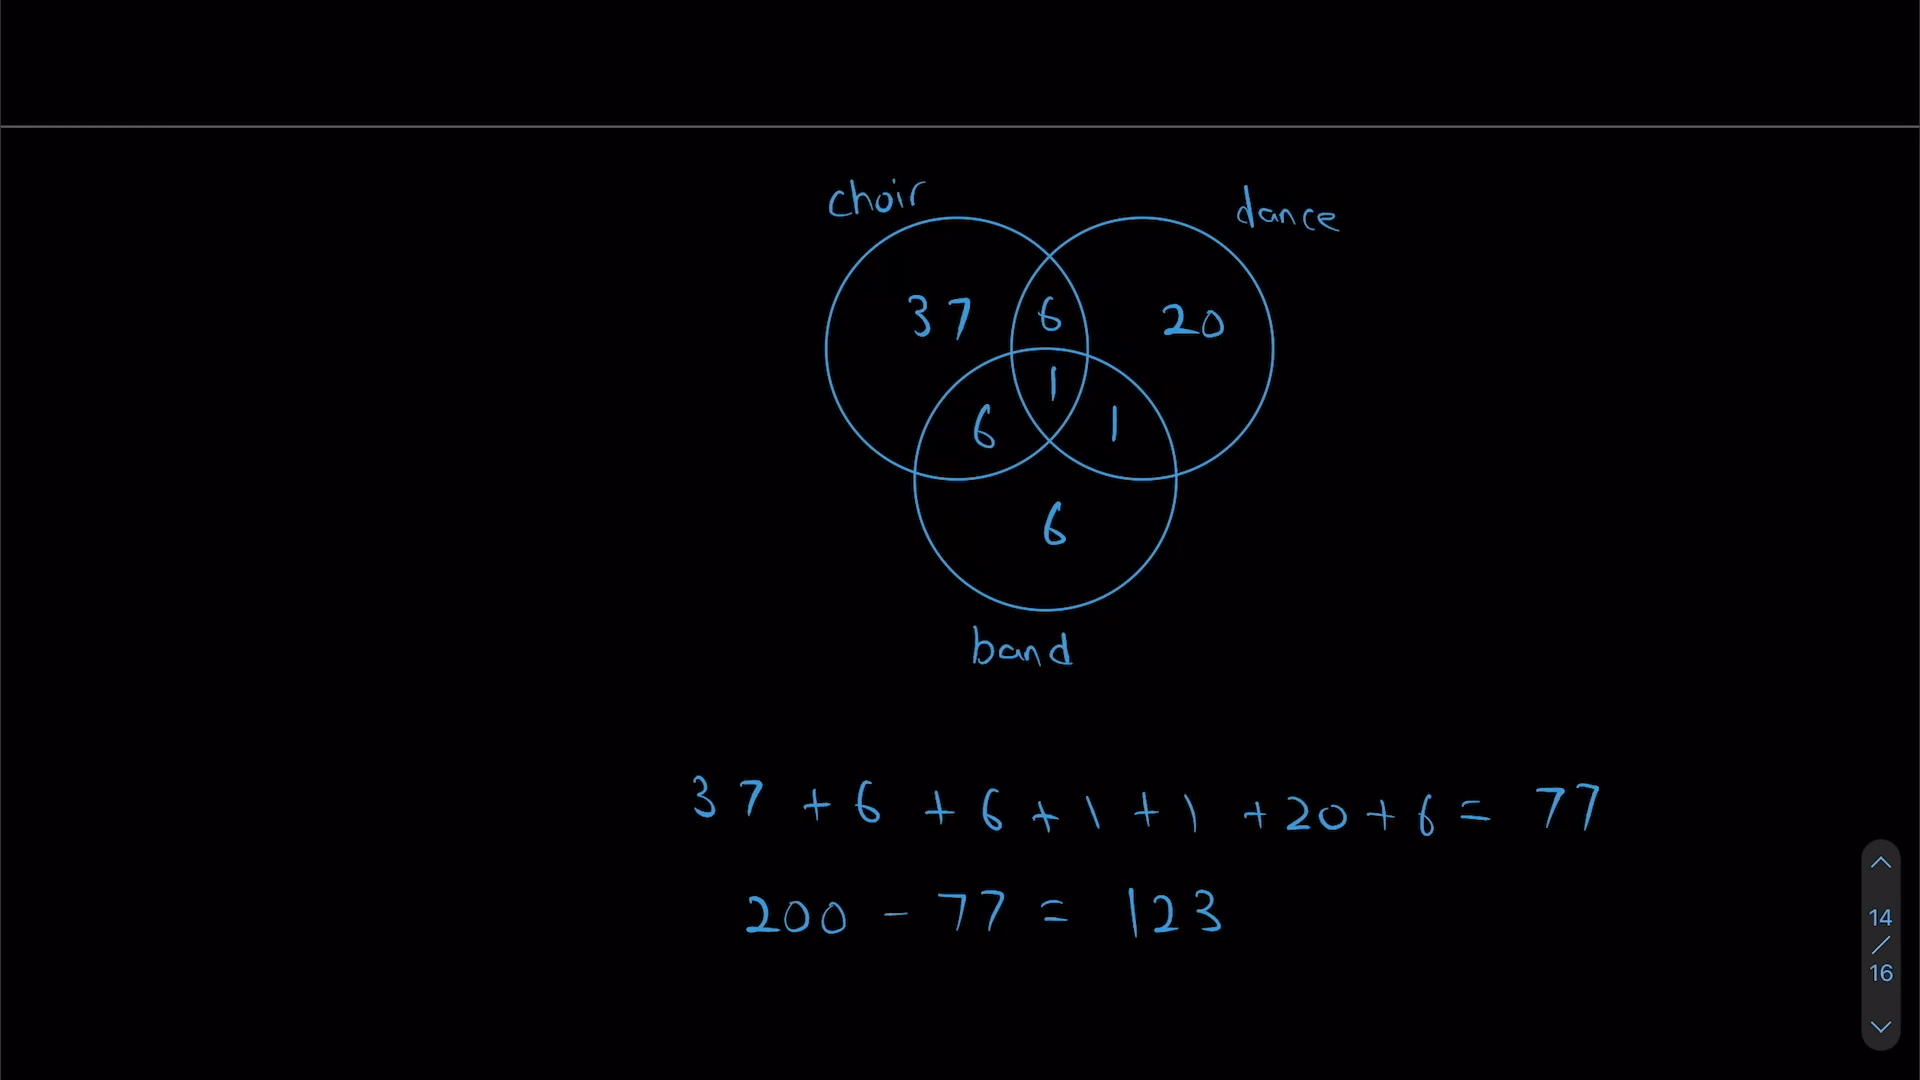 choir
dance
37
6
20
1
6
1
6
band
37 + 6 + 6 + 1 + 1 + 20 + 6 = 77
200 - 77 = 123
14
/
16